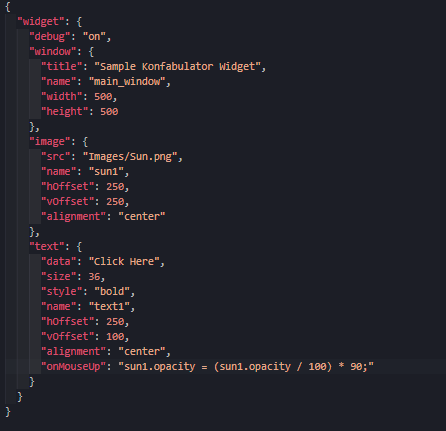 {
  "widget": {
    "debug": "on",
    "window": {
      "title": "Sample Konfabulator Widget",
      "name": "main_window",
      "width": 500,
      "height": 500
    },
    "image": {
      "src": "Images/Sun.png",
      "name": "sun1",
      "hOffset": 250,
      "vOffset": 250,
      "alignment": "center"
    },
    "text": {
      "data": "Click Here",
      "size": 36,
      "style": "bold",
      "name": "text1",
      "hOffset": 250,
      "vOffset": 100,
      "alignment": "center",
      "onMouseUp": "sun1.opacity = (sun1.opacity / 100) * 90;"
    }
  }
}